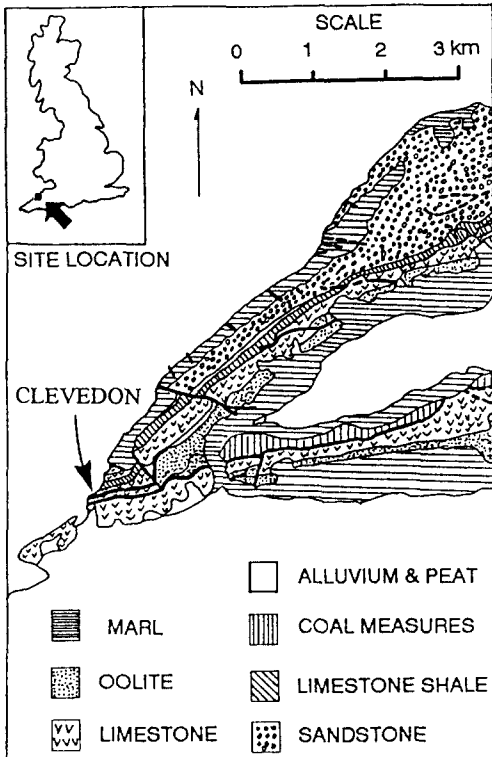 SCALE
0 1 2 3 km
N
SITE LOCATION
CLEVEDON
ALLUVIUM & PEAT
MARL
COAL MEASURES
OOLITE
LIMESTONE SHALE
LIMESTONE
SANDSTONE